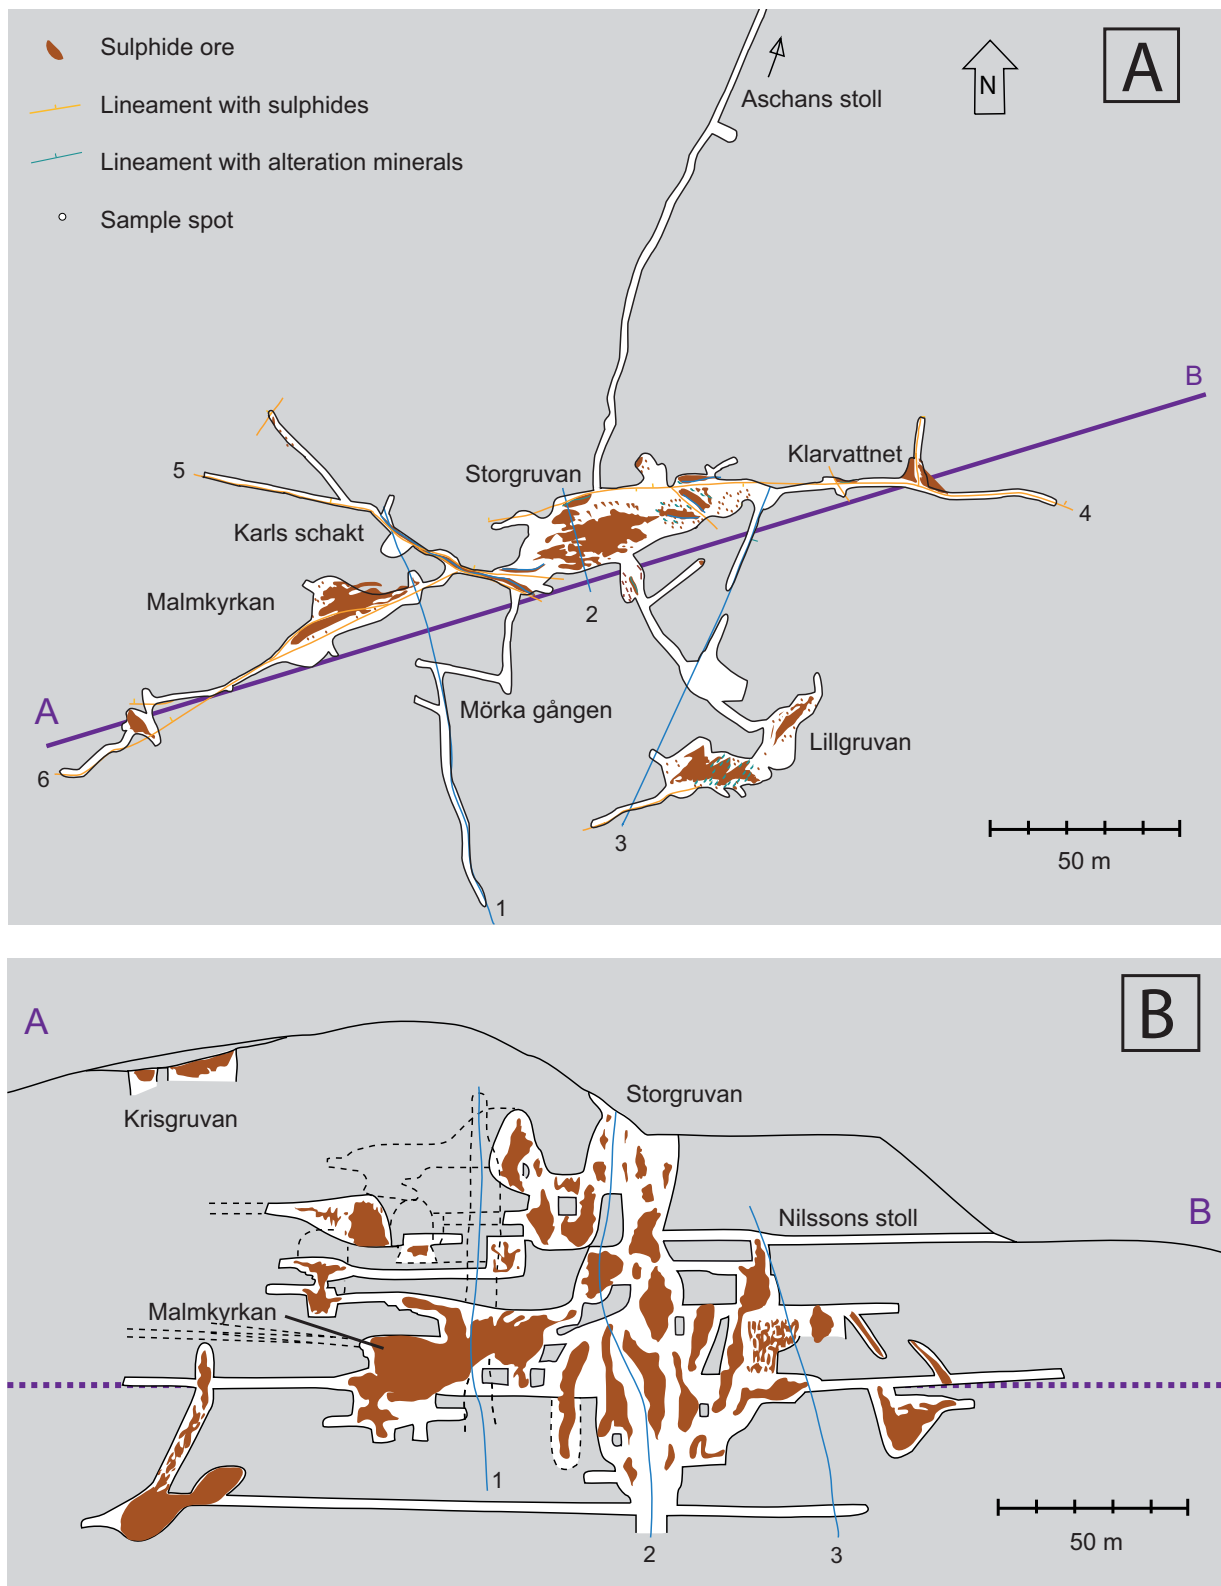 Sulphide ore
Lineament with sulphides
Lineament with alteration minerals
Sample spot
Aschans stoll
N
A
B
Klarvattnet
Storgruvan
5
4
Karls schakt
Malmkyrkan
2
A
Mörka gången
Lillgruvan
6
3
50 m
1
A
B
Storgruvan
Krisgruvan
Nilssons stoll
B
Malmkyrkan
1
50 m
2
3